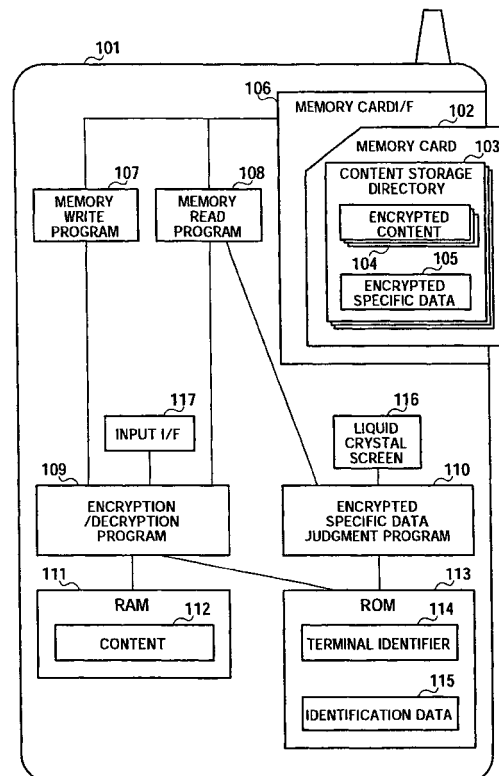 101
106
MEMORY CARDI/F
102
MEMORY CARD
103
CONTENT STORAGE
DIRECTORY
ENCRYPTED
CONTENT
104
105
ENCRYPTED
SPECIFIC DATA
107
MEMORY
WRITE
PROGRAM
108
MEMORY
READ
PROGRAM
117
INPUT I/F
116
LIQUID
CRYSTAL
SCREEN
109
ENCRYPTION
/DECRYPTION
PROGRAM
110
ENCRYPTED
SPECIFIC DATA
JUDGMENT PROGRAM
111
RAM
112
CONTENT
113
ROM
114
TERMINAL IDENTIFIER
115
IDENTIFICATION DATA